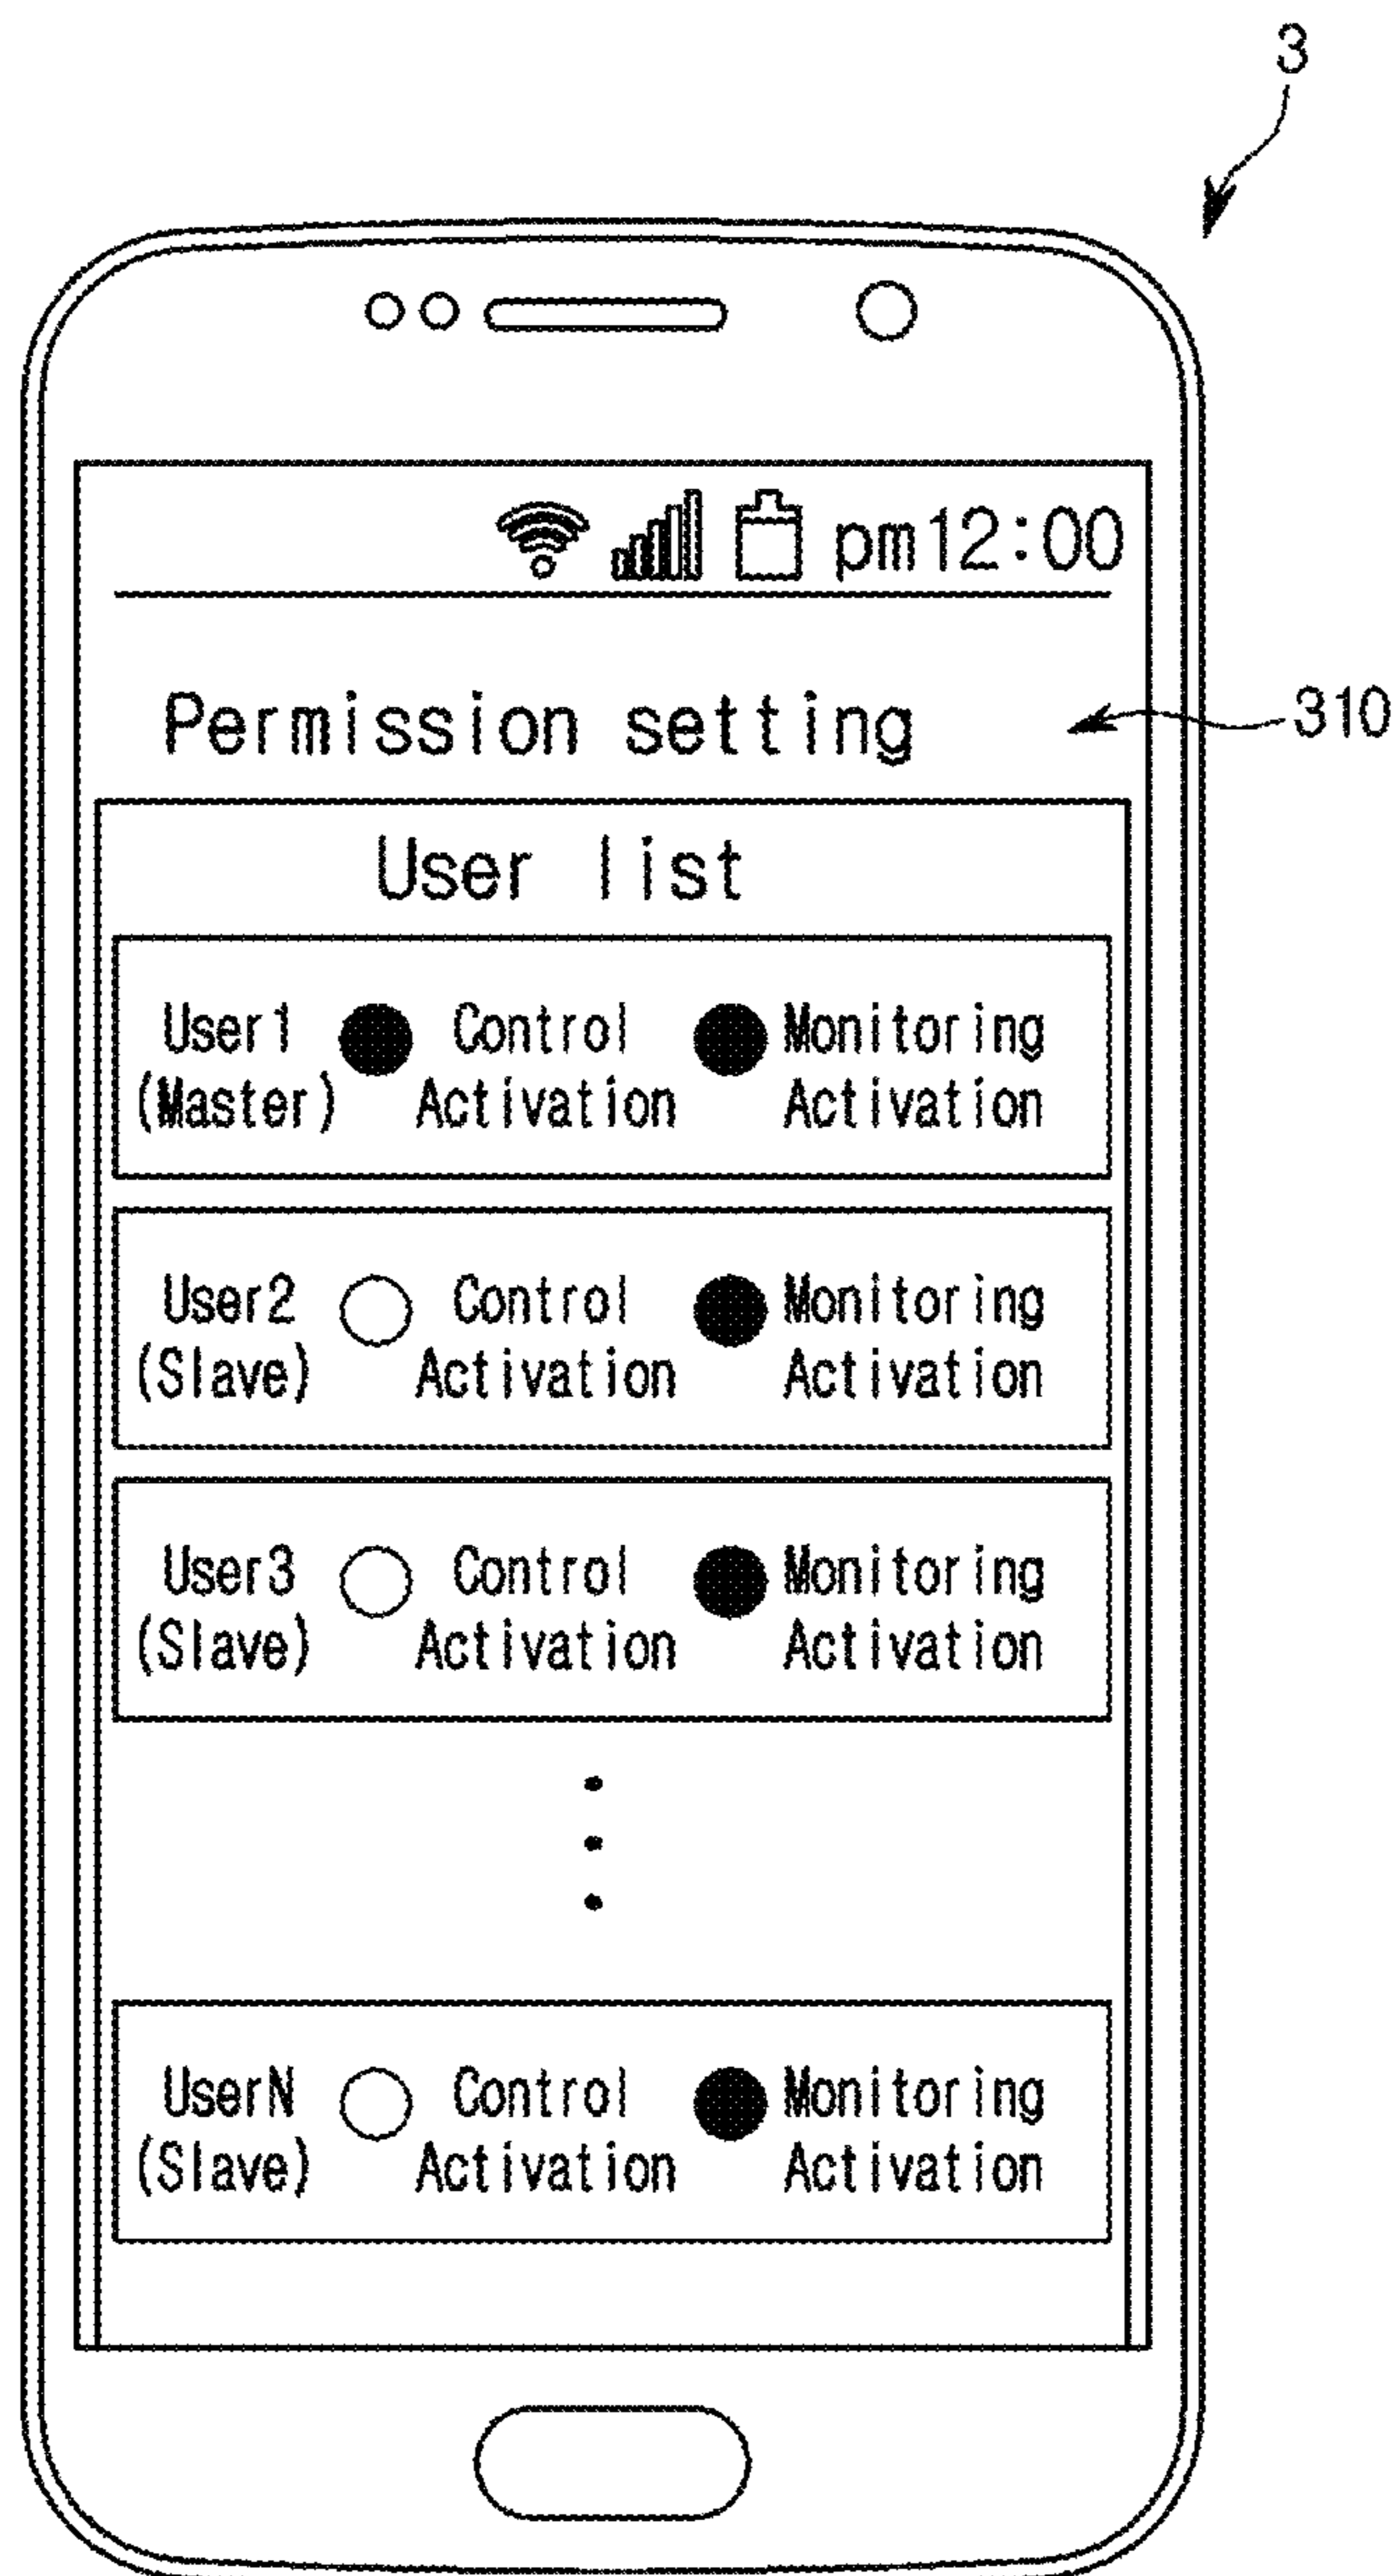 3
pm12:00
Permission setting
310
User list
User1 Control Monitoring
(Master) Activation Activation
User2 Control Monitoring
(Slave) Activation Activation
User3 Control Monitoring
(Slave) Activation Activation
UserN Control Monitoring
(Slave) Activation Activation